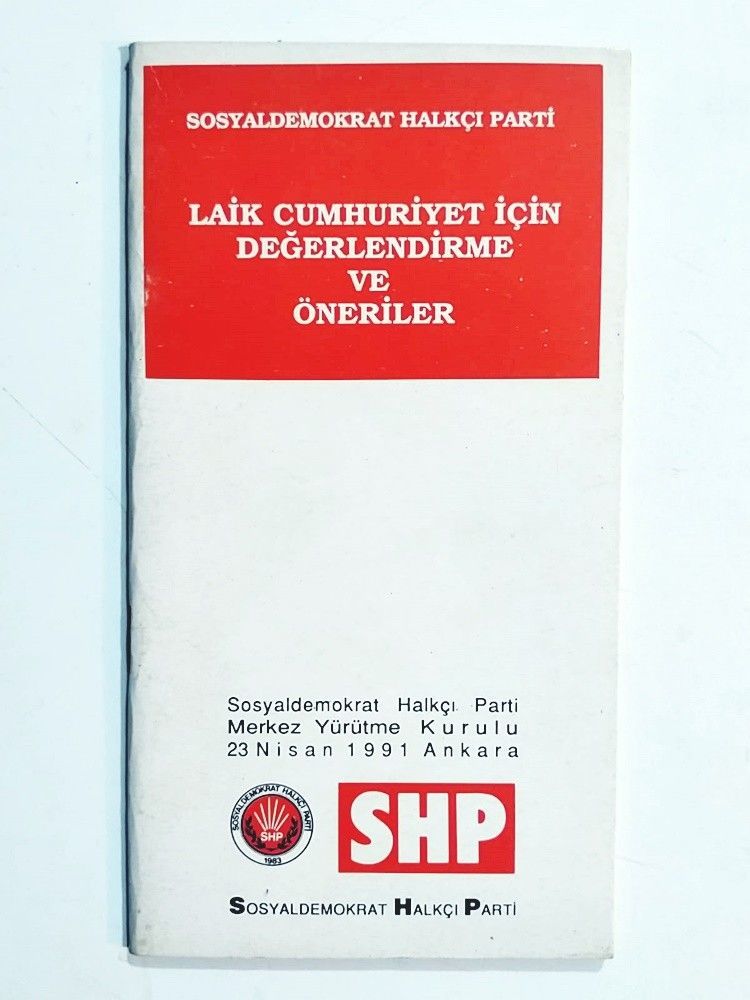 SOSYALDEMOKRAT HALKÇI PARTİ
LAİK CUMHURİYET İÇİN
DEĞERLENDİRME
VE
ÖNERİLER
Sosyaldemokrat Halkçı Parti
Merkez Yürütme Kurulu
23 Nisan 1991 Ankara
SOSYALDEMOKRAT HALKÇI PARTİ
SHP
1983
SHP
SOSYALDEMOKRAT HALKÇI PARTİ